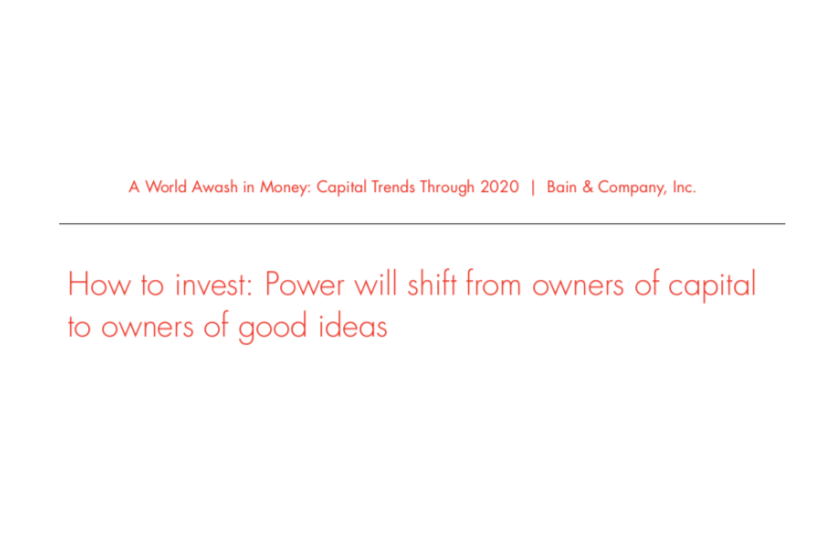 A World Awash in Money: Capital Trends Through 2020 | Bain & Company, Inc.
How to invest: Power will shift from owners of capital
to owners of good ideas